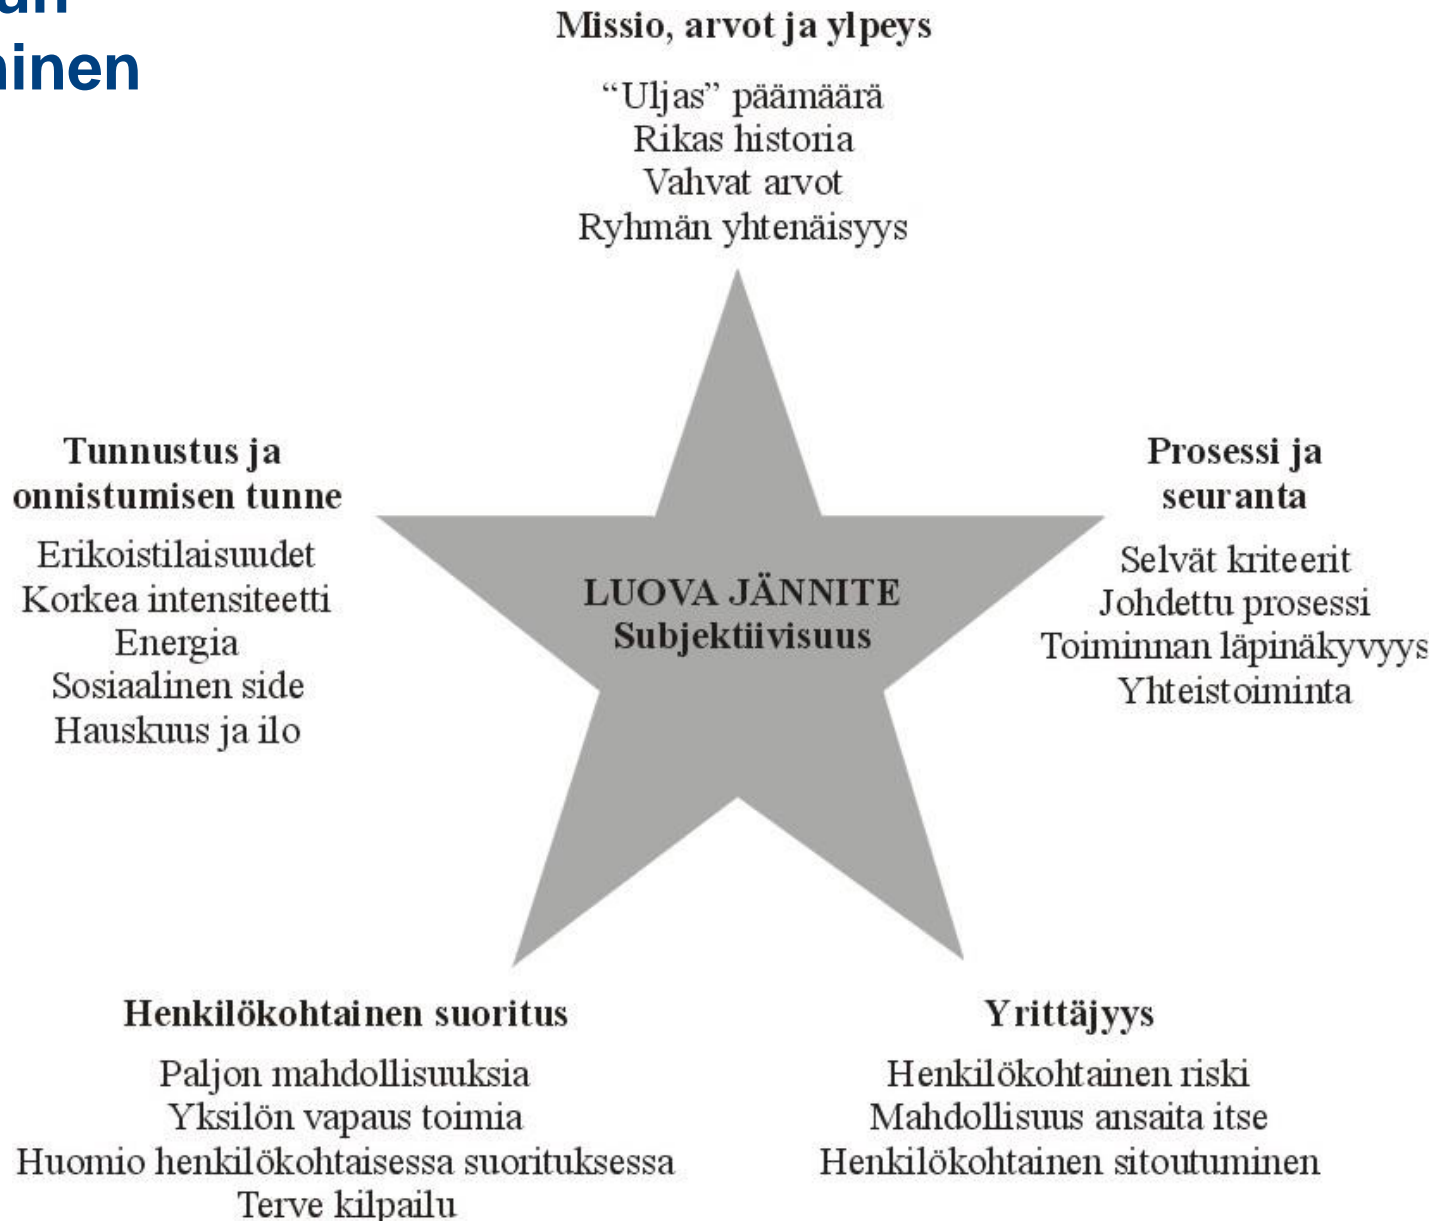 minen
Missio, arvot ja ylpeys
“Uljas” päämäärä
Rikas historia
Vahvat arvot
Ryhmän yhtenäisyys
Tunnustus ja
onnistumisen tunne
Erikoistilaisuudet
Korkea intensiteetti
Energia
Sosiaalinen side
Hauskuus ja ilo
Prosessi ja
seuranta
Selvät kriteerit
Johdettu prosessi
Toiminnan läpinäkyvyys
Yhteistoiminta
LUOVA JÄNNITE
Subjektiivisuus
Henkilökohtainen suoritus
Paljon mahdollisuuksia
Yksilön vapaus toimia
Huomio henkilökohtaisessa suorituksessa
Terve kilpailu
Yrittäjyys
Henkilökohtainen riski
Mahdollisuus ansaita itse
Henkilökohtainen sitoutuminen